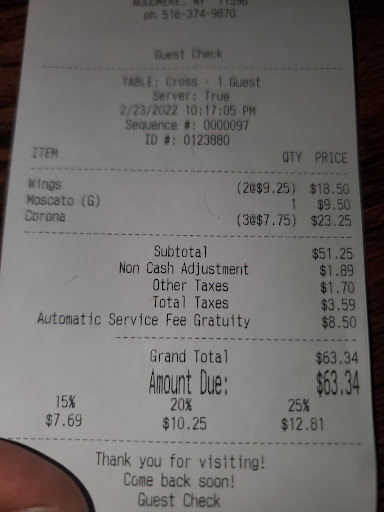 WOODMERE, NY 11598
ph 516-374-9870
Guest Check
TABLE: Cross - 1 Guest
Server: True
2/23/2022 10:17:05 PM
Sequence #: 0000097
ID #: 0123880
ITEM QTY PRICE
Wings (2@$9.25) $18.50
Moscato (G) 1 $9.50
Corona (3@$7.75) $23.25
Subtotal $51.25
Non Cash Adjustment $1.89
Other Taxes $1.70
Total Taxes $3.59
Automatic Service Fee Gratuity $8.50
Grand Total $63.34
Amount Due: $63.34
15% 20% 25%
$7.69 $10.25 $12.81
Thank you for visiting!
Come back soon!
Guest Check